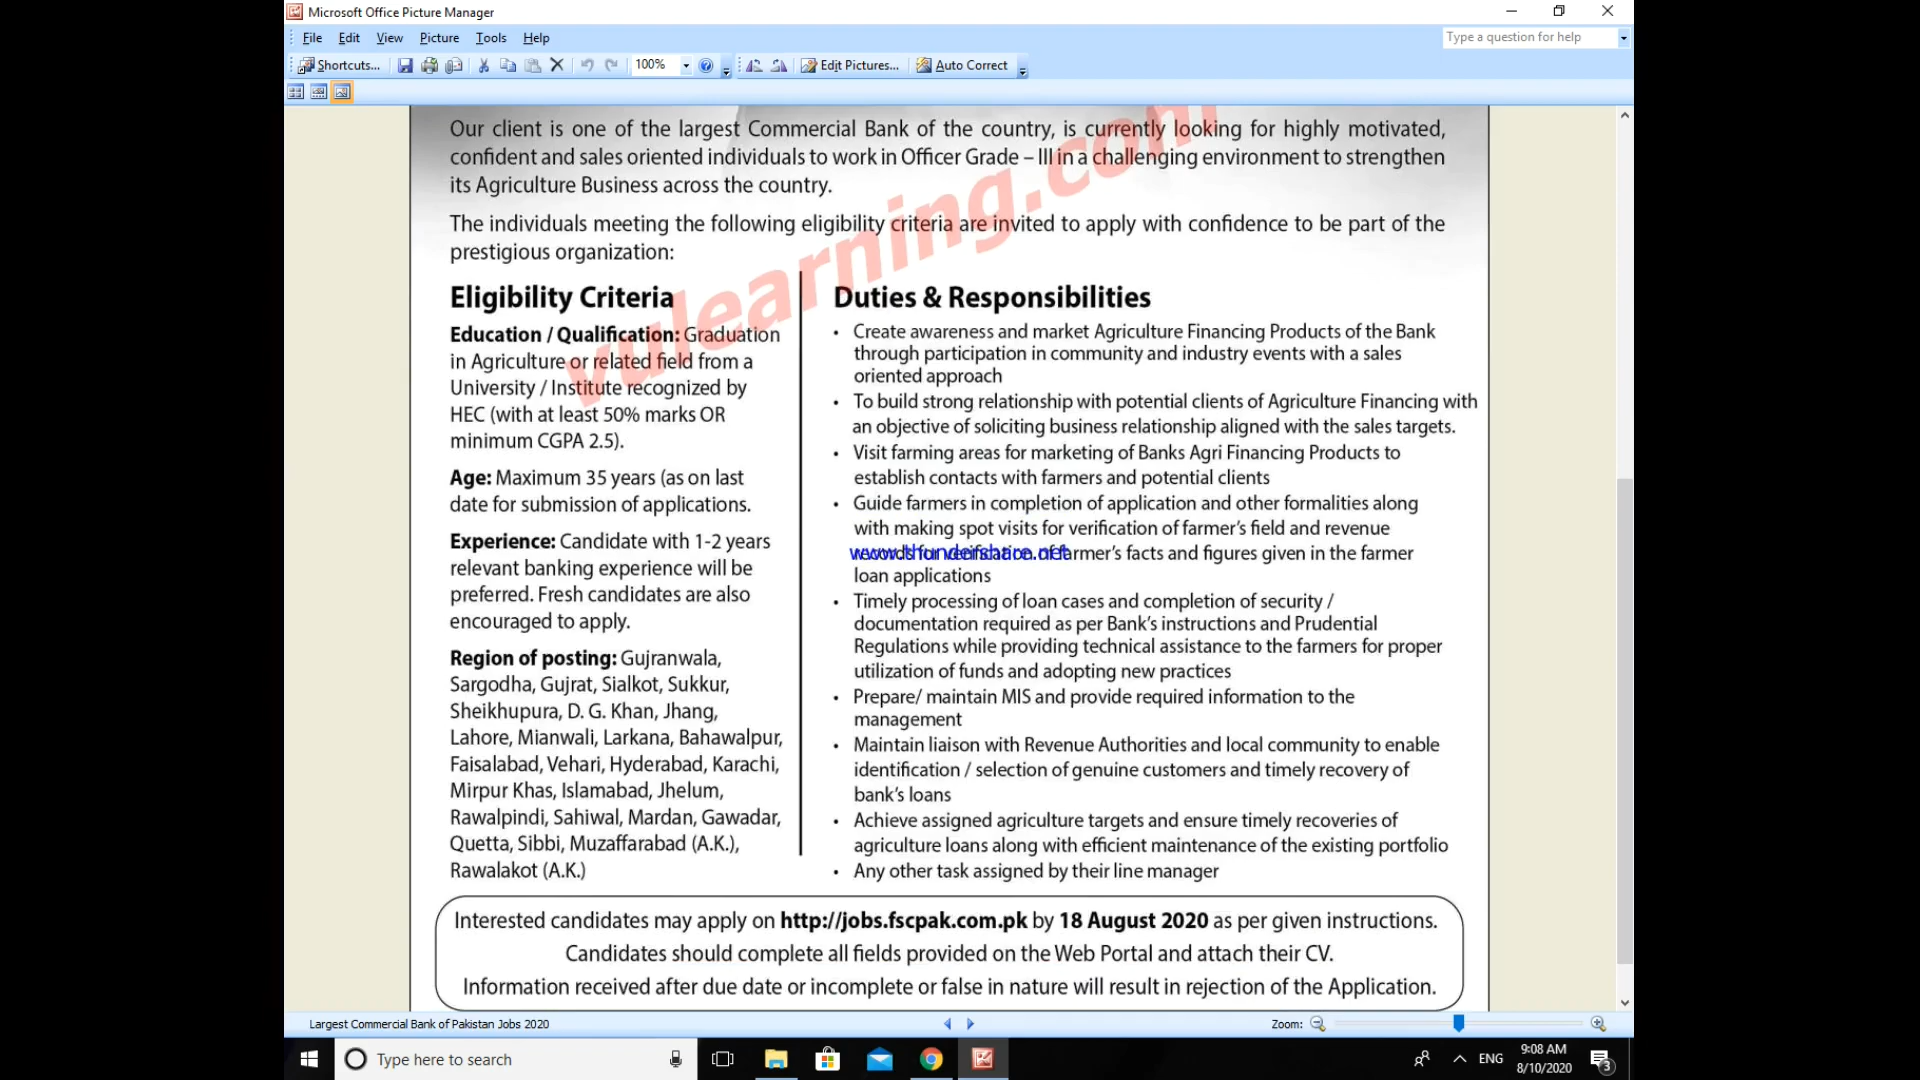 Microsoft Office Picture Manager
File Edit View Picture Tools Help
Type a question for help
Shortcuts... 100% Edit Pictures... Auto Correct
Our client is one of the largest Commercial Bank of the country, is currently looking for highly motivated,
confident and sales oriented individuals to work in Officer Grade – III in a challenging environment to strengthen
its Agriculture Business across the country.
The individuals meeting the following eligibility criteria are invited to apply with confidence to be part of the
prestigious organization:
vulearning.com
Eligibility Criteria
Education / Qualification: Graduation
in Agriculture or related field from a
University / Institute recognized by
HEC (with at least 50% marks OR
minimum CGPA 2.5).
Age: Maximum 35 years (as on last
date for submission of applications.
Experience: Candidate with 1-2 years
relevant banking experience will be
preferred. Fresh candidates are also
encouraged to apply.
Region of posting: Gujranwala,
Sargodha, Gujrat, Sialkot, Sukkur,
Sheikhupura, D. G. Khan, Jhang,
Lahore, Mianwali, Larkana, Bahawalpur,
Faisalabad, Vehari, Hyderabad, Karachi,
Mirpur Khas, Islamabad, Jhelum,
Rawalpindi, Sahiwal, Mardan, Gawadar,
Quetta, Sibbi, Muzaffarabad (A.K.),
Rawalakot (A.K.)
Duties & Responsibilities
• Create awareness and market Agriculture Financing Products of the Bank
through participation in community and industry events with a sales
oriented approach
• To build strong relationship with potential clients of Agriculture Financing with
an objective of soliciting business relationship aligned with the sales targets.
• Visit farming areas for marketing of Banks Agri Financing Products to
establish contacts with farmers and potential clients
• Guide farmers in completion of application and other formalities along
with making spot visits for verification of farmer's field and revenue
records for verification of farmer's facts and figures given in the farmer
www.thundershare.net
loan applications
• Timely processing of loan cases and completion of security /
documentation required as per Bank's instructions and Prudential
Regulations while providing technical assistance to the farmers for proper
utilization of funds and adopting new practices
• Prepare/ maintain MIS and provide required information to the
management
• Maintain liaison with Revenue Authorities and local community to enable
identification / selection of genuine customers and timely recovery of
bank's loans
• Achieve assigned agriculture targets and ensure timely recoveries of
agriculture loans along with efficient maintenance of the existing portfolio
• Any other task assigned by their line manager
Interested candidates may apply on http://jobs.fscpak.com.pk by 18 August 2020 as per given instructions.
Candidates should complete all fields provided on the Web Portal and attach their CV.
Information received after due date or incomplete or false in nature will result in rejection of the Application.
Largest Commercial Bank of Pakistan Jobs 2020
Zoom:
Type here to search
ENG
9:08 AM
8/10/2020
3